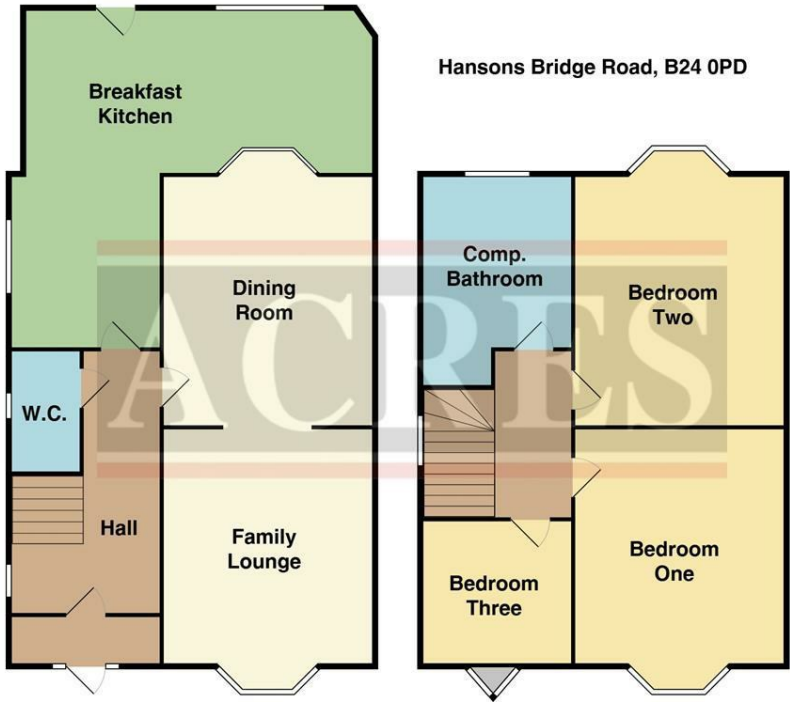 Hansons Bridge Road, B24 0PD
Breakfast
Kitchen
Dining
Room
W.C.
Hall
Family
Lounge
Comp.
Bathroom
Bedroom
Two
Bedroom
One
Bedroom
Three
ACRES